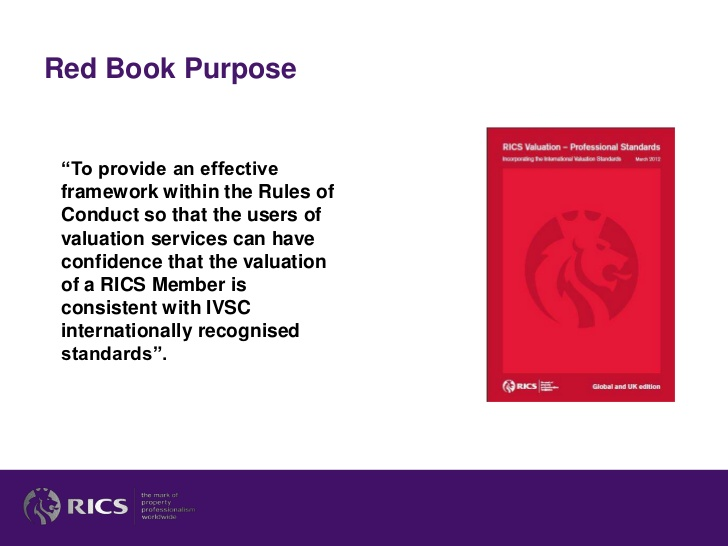 Red Book Purpose
“To provide an effective
framework within the Rules of
Conduct so that the users of
valuation services can have
confidence that the valuation
of a RICS Member is
consistent with IVSC
internationally recognised
standards”.
RICS Valuation – Professional Standards
Incorporating the International Valuation Standards March 2012
RICS
Global and UK edition
RICS
the mark of
property
professionalism
worldwide